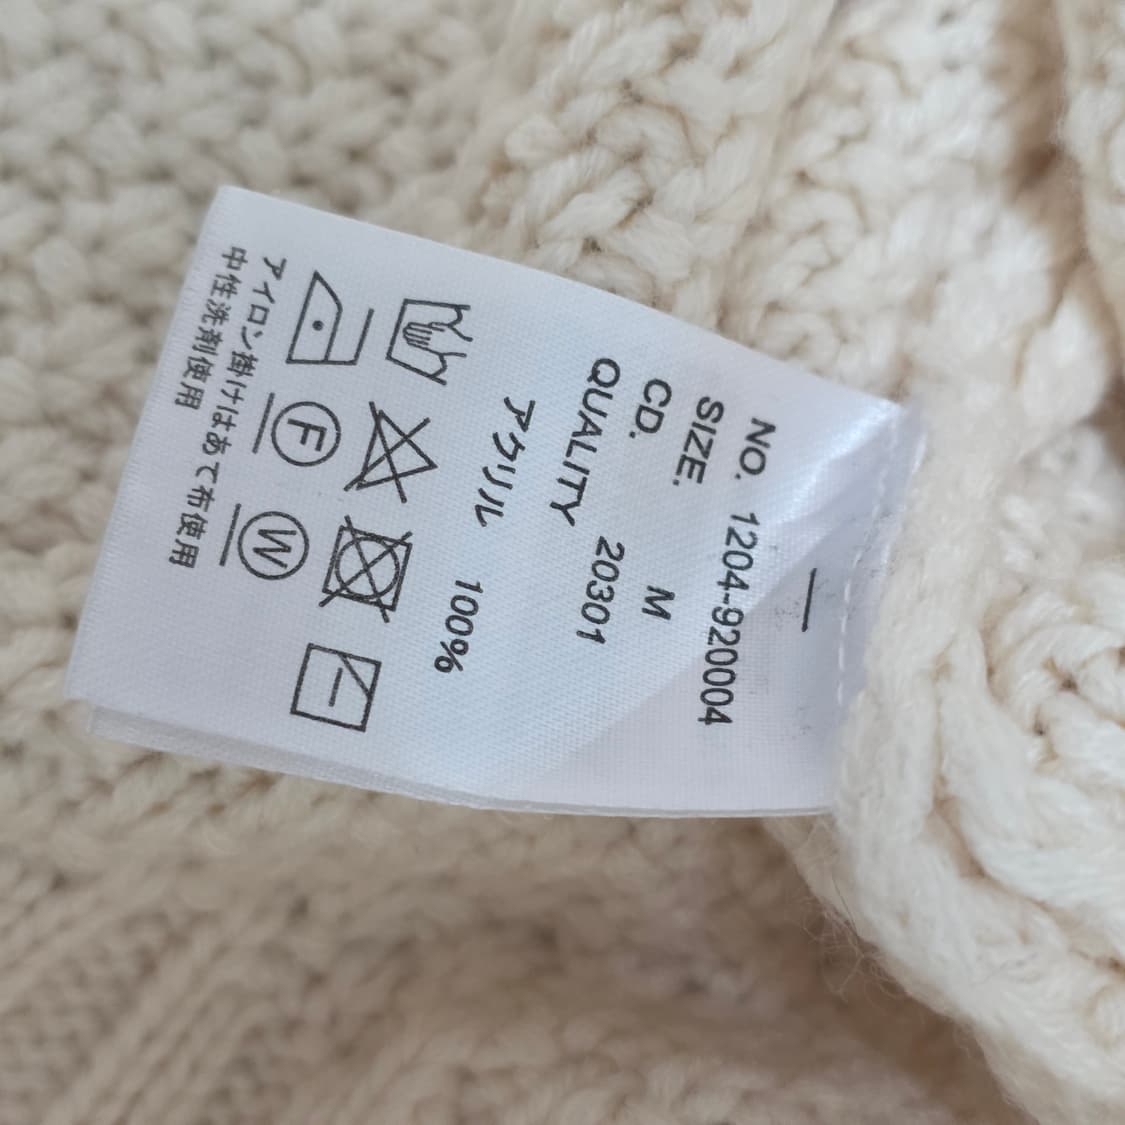 NO. 1204-920004
SIZE. M
CD. 20301
QUALITY
アクリル 100%
F
W
アイロン掛けはあて布使用
中性洗剤使用